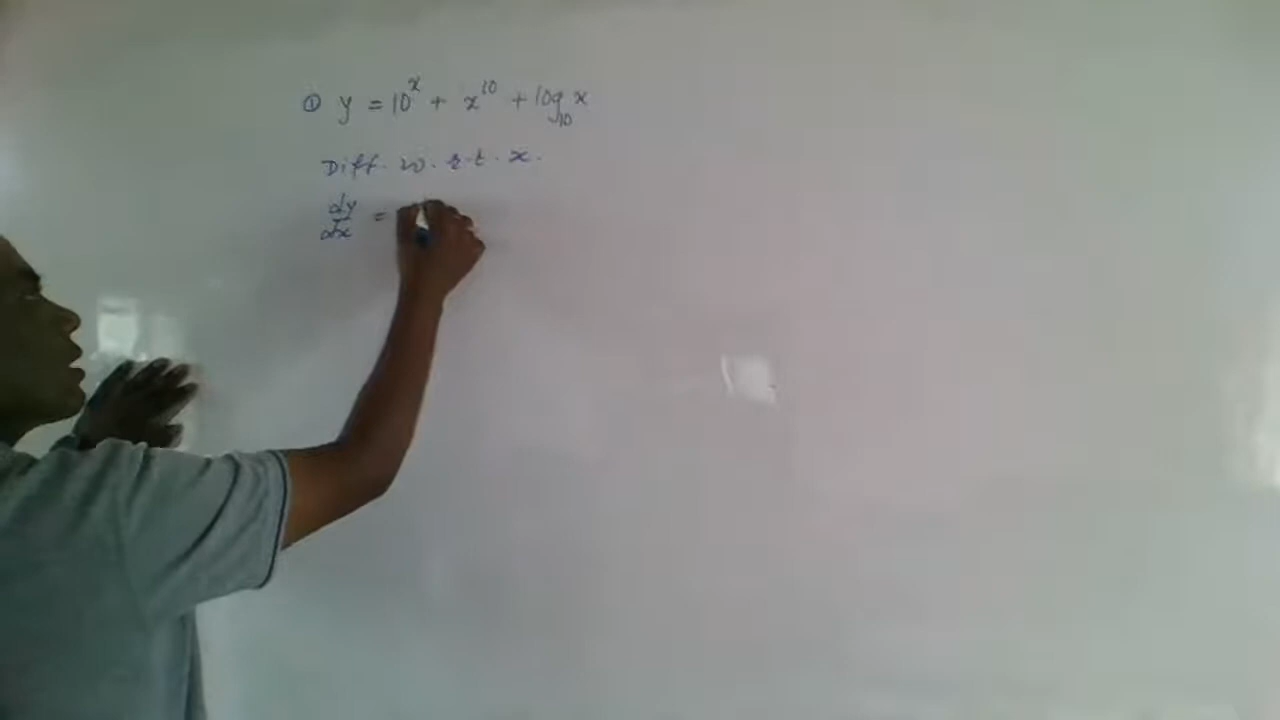 ① y = 10^x + x^10 + log_10 x
Diff. w.r.t. x.
dy/dx =